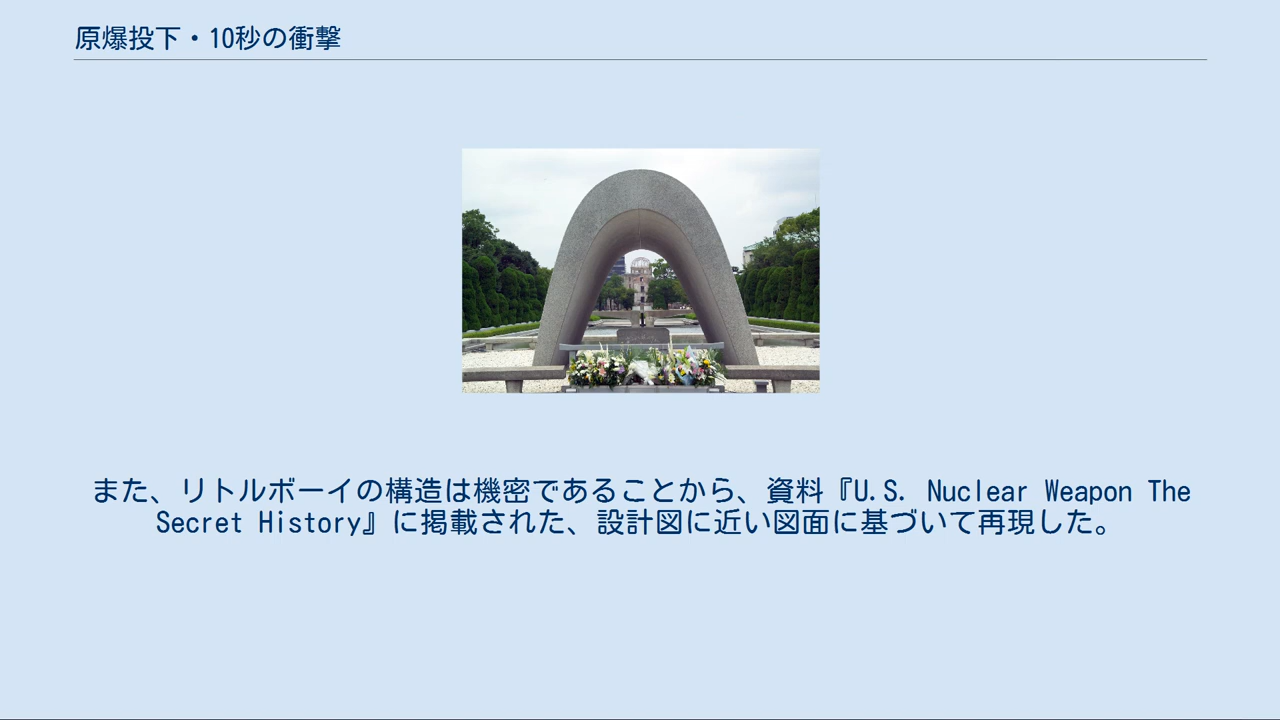 原爆投下・10秒の衝撃
また、リトルボーイの構造は機密であることから、資料『U.S. Nuclear Weapon The
Secret History』に掲載された、設計図に近い図面に基づいて再現した。